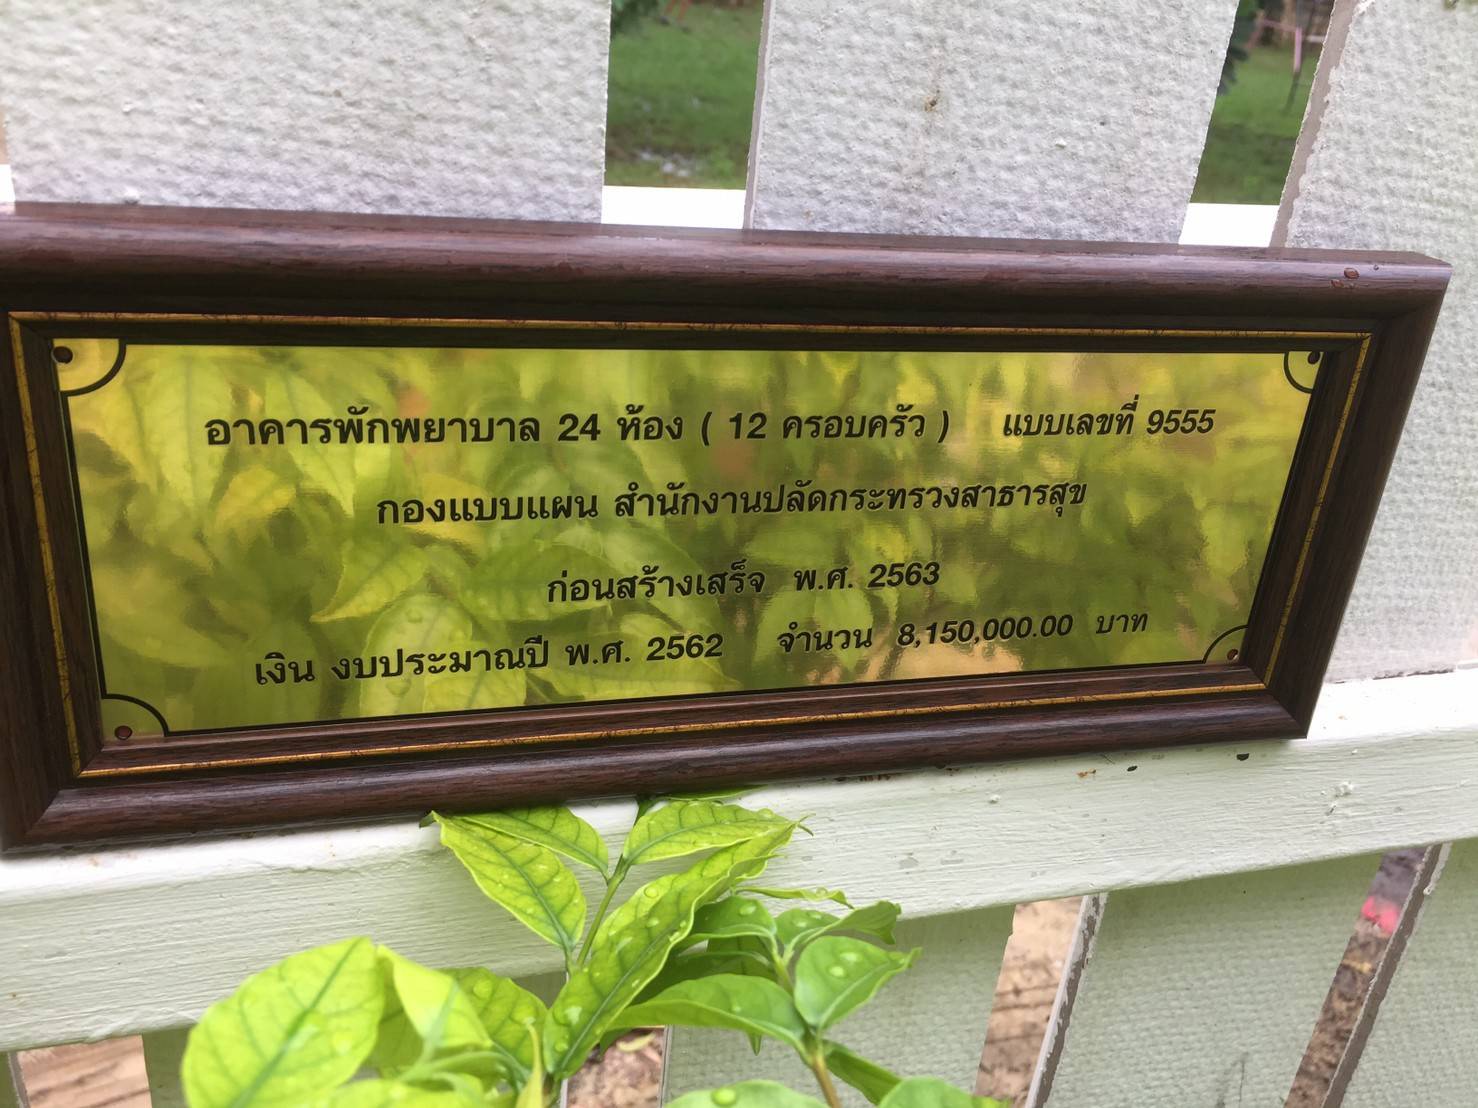 อาคารพักพยาบาล 24 ห้อง ( 12 ครอบครัว ) แบบเลขที่ 9555
กองแบบแผน สำนักงานปลัดกระทรวงสาธารสุข
ก่อนสร้างเสร็จ พ.ศ. 2563
เงิน งบประมาณปี พ.ศ. 2562 จำนวน 8,150,000.00 บาท